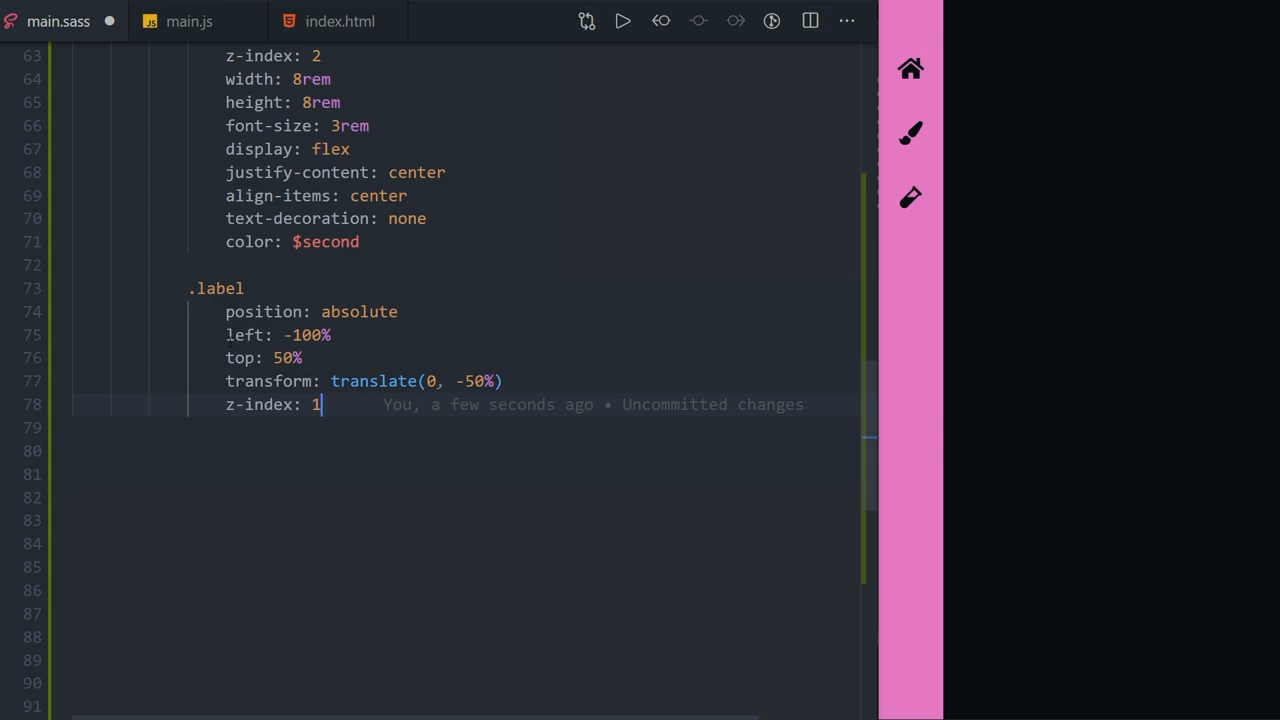 main.sass
JS main.js
index.html
63 z-index: 2
64 width: 8rem
65 height: 8rem
66 font-size: 3rem
67 display: flex
68 justify-content: center
69 align-items: center
70 text-decoration: none
71 color: $second
72
73 .label
74 position: absolute
75 left: -100%
76 top: 50%
77 transform: translate(0, -50%)
78 z-index: 1 You, a few seconds ago • Uncommitted changes
79
80
81
82
83
84
85
86
87
88
89
90
91